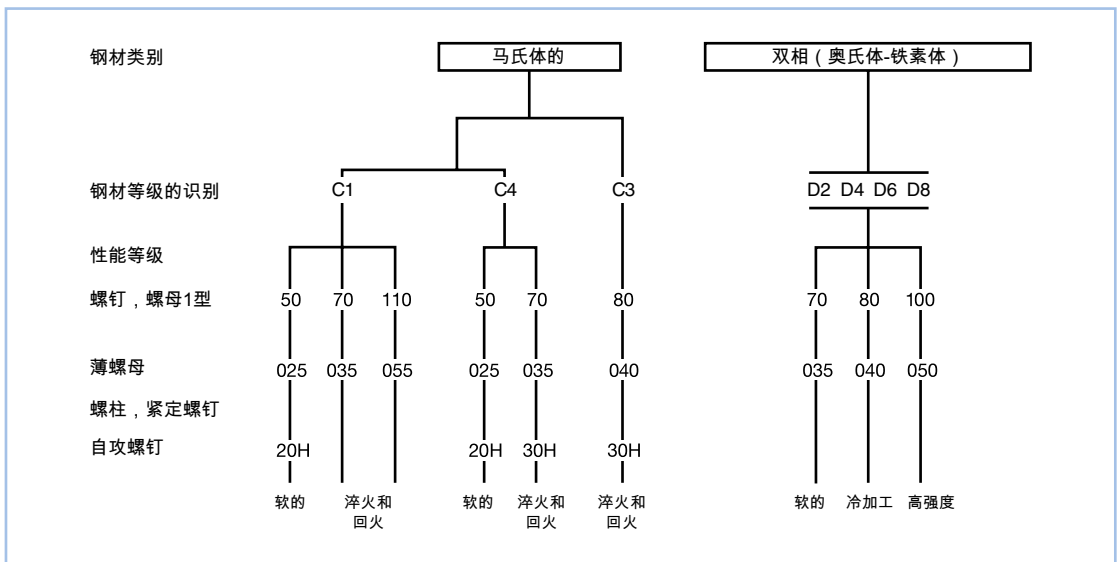 钢材类别 马氏体的 双相（奥氏体-铁素体）
钢材等级的识别 C1 C4 C3 D2 D4 D6 D8
性能等级
螺钉，螺母1型 50 70 110 50 70 80 70 80 100
薄螺母 025 035 055 025 035 040 035 040 050
螺柱，紧定螺钉
自攻螺钉 20H 20H 30H 30H
软的 淬火和 软的 淬火和 淬火和 软的 冷加工 高强度
回火 回火 回火